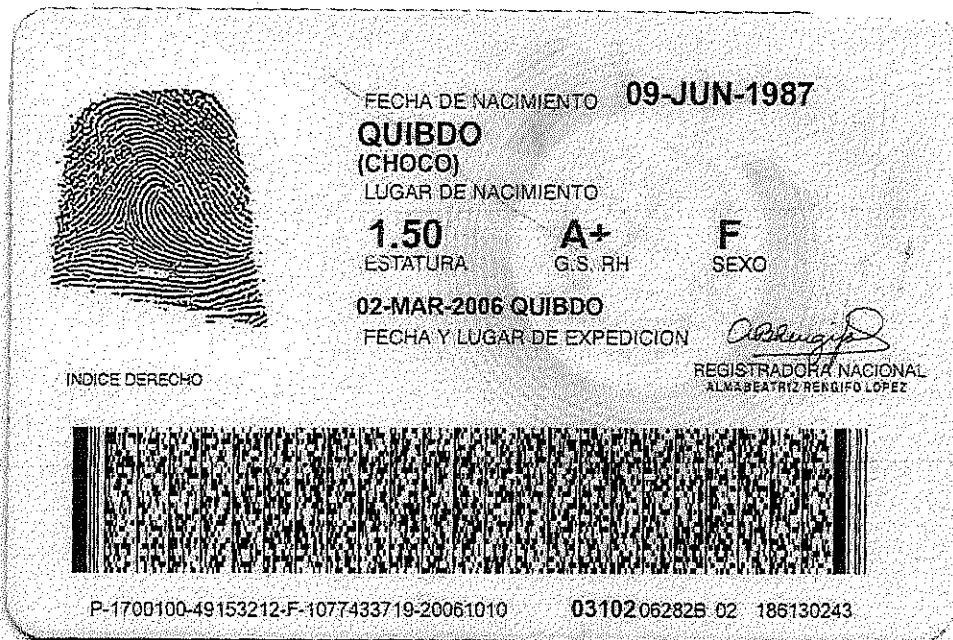 FECHA DE NACIMIENTO 09-JUN-1987
QUIBDO
(CHOCO)
LUGAR DE NACIMIENTO
1.50 A+ F
ESTATURA G.S. RH SEXO
02-MAR-2006 QUIBDO
FECHA Y LUGAR DE EXPEDICION
INDICE DERECHO
REGISTRADORA NACIONAL
ALMABEATRIZ RENGIFO LOPEZ
P-1700100-49153212-F-1077433719-20061010 03102 06282B 02 186130243